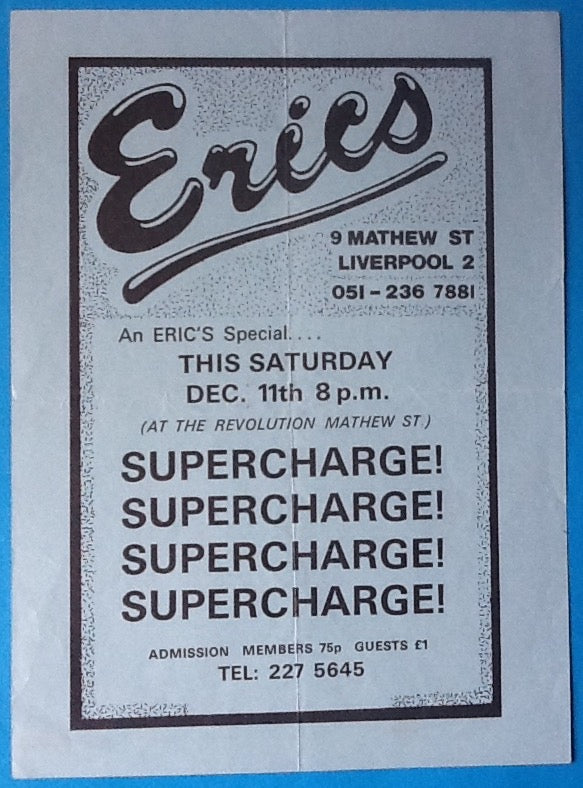 Erics
9 MATHEW ST
LIVERPOOL 2
051-236 7881
An ERIC'S Special....
THIS SATURDAY
DEC. 11th 8 p.m.
(AT THE REVOLUTION MATHEW ST.)
SUPERCHARGE!
SUPERCHARGE!
SUPERCHARGE!
SUPERCHARGE!
ADMISSION MEMBERS 75p GUESTS £1
TEL: 227 5645